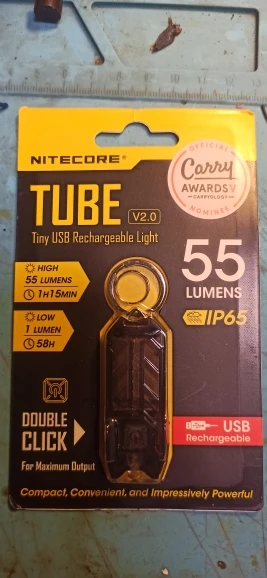 NITECORE®
OFFICIAL
Carry
AWARDS V
CARRYOLOGY
NOMINEE
TUBE V2.0
Tiny USB Rechargeable Light
55
LUMENS
IP65
HIGH
55 LUMENS
1H15MIN
LOW
1 LUMEN
58H
DOUBLE
CLICK
For Maximum Output
USB
Rechargeable
Compact, Convenient, and Impressively Powerful